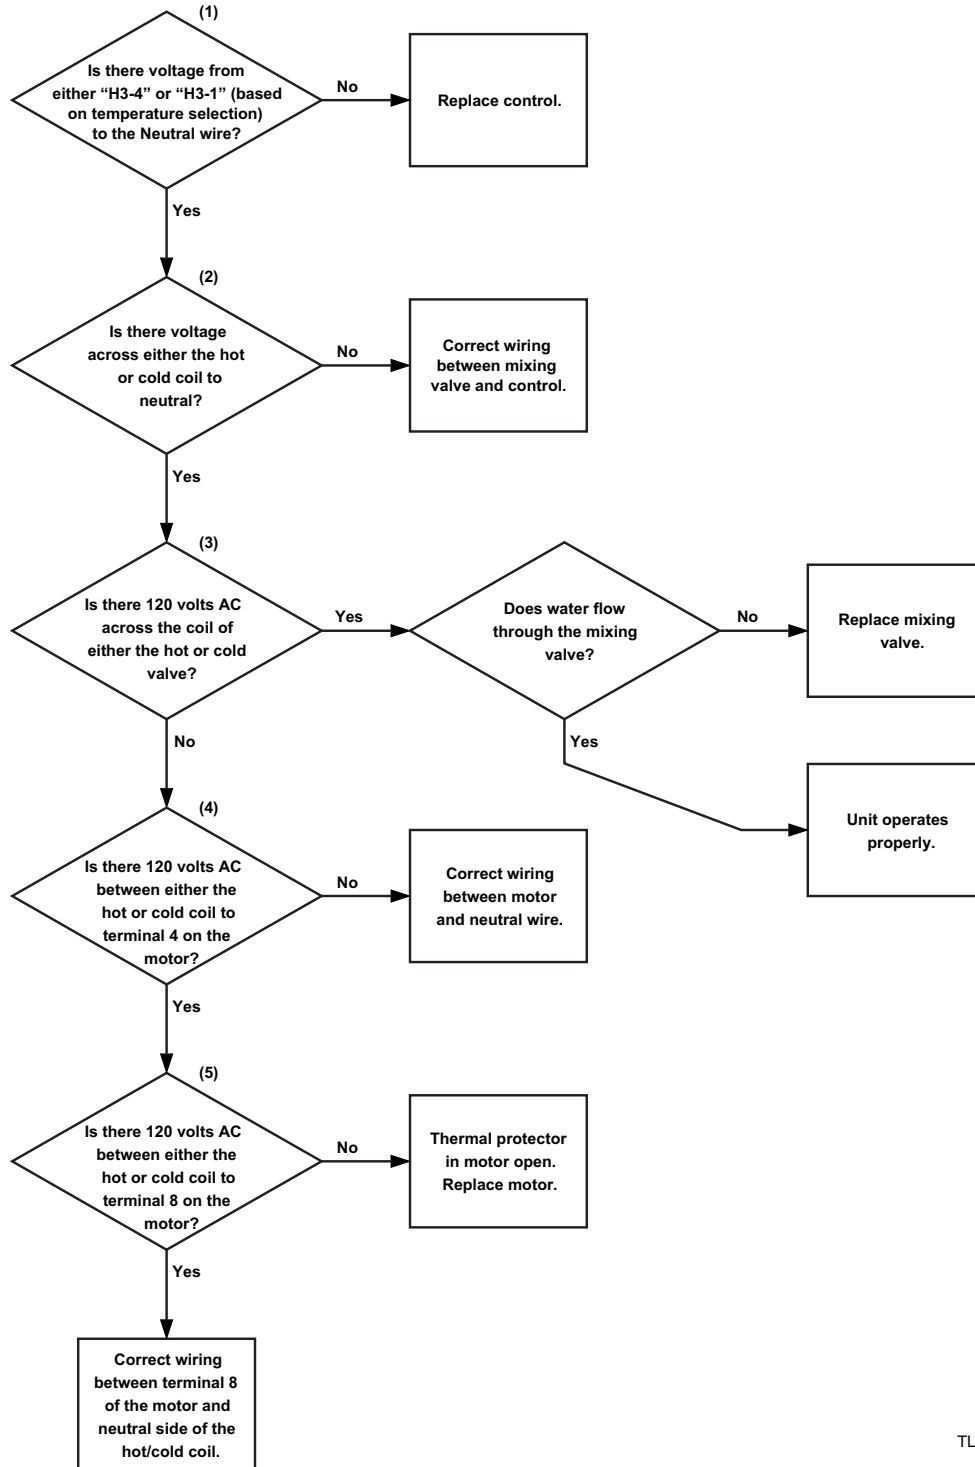 (1)
Is there voltage from
either “H3-4” or “H3-1” (based
on temperature selection)
to the Neutral wire?
No
Replace control.
Yes
(2)
Is there voltage
across either the hot
or cold coil to
neutral?
No
Correct wiring
between mixing
valve and control.
Yes
(3)
Is there 120 volts AC
across the coil of
either the hot or cold
valve?
Yes
Does water flow
through the mixing
valve?
No
Replace mixing
valve.
Yes
Unit operates
properly.
No
(4)
Is there 120 volts AC
between either the
hot or cold coil to
terminal 4 on the
motor?
No
Correct wiring
between motor
and neutral wire.
Yes
(5)
Is there 120 volts AC
between either the
hot or cold coil to
terminal 8 on the
motor?
No
Thermal protector
in motor open.
Replace motor.
Yes
Correct wiring
between terminal 8
of the motor and
neutral side of the
hot/cold coil.
TL